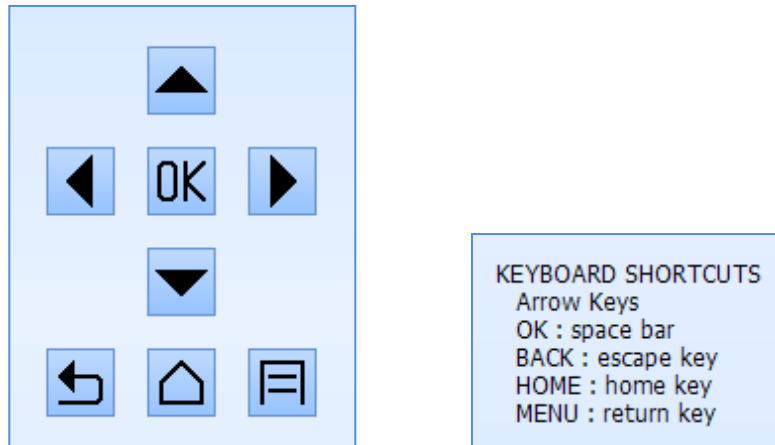 OK
KEYBOARD SHORTCUTS
Arrow Keys
OK : space bar
BACK : escape key
HOME : home key
MENU : return key